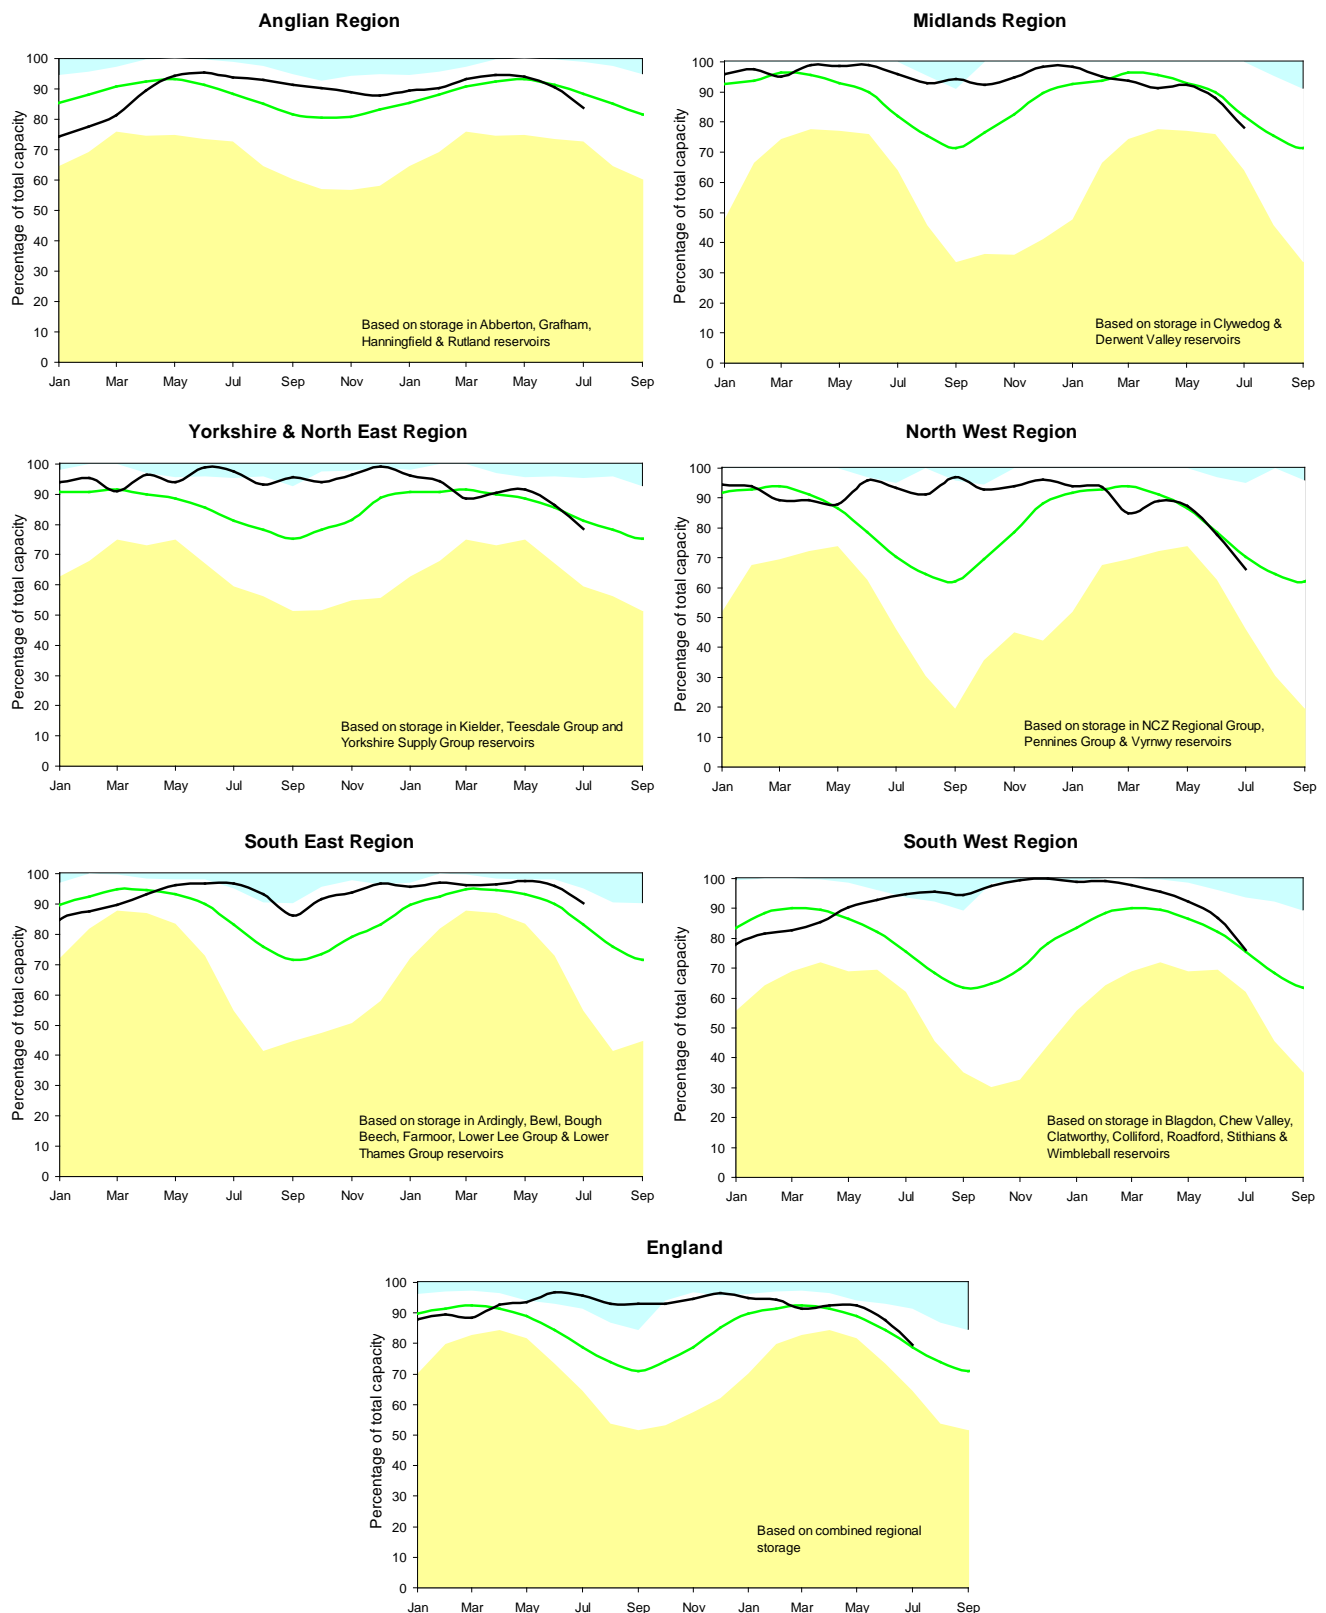 Anglian Region
Percentage of total capacity
100
90
80
70
60
50
40
30
20
10
0
Based on storage in Abberton, Grafham,
Hanningfield & Rutland reservoirs
Jan Mar May Jul Sep Nov Jan Mar May Jul Sep
Midlands Region
Percentage of total capacity
100
90
80
70
60
50
40
30
20
10
0
Based on storage in Clywedog &
Derwent Valley reservoirs
Jan Mar May Jul Sep Nov Jan Mar May Jul Sep
Yorkshire & North East Region
Percentage of total capacity
100
90
80
70
60
50
40
30
20
10
0
Based on storage in Kielder, Teesdale Group and
Yorkshire Supply Group reservoirs
Jan Mar May Jul Sep Nov Jan Mar May Jul Sep
North West Region
Percentage of total capacity
100
90
80
70
60
50
40
30
20
10
0
Based on storage in NCZ Regional Group,
Pennines Group & Vyrnwy reservoirs
Jan Mar May Jul Sep Nov Jan Mar May Jul Sep
South East Region
Percentage of total capacity
100
90
80
70
60
50
40
30
20
10
0
Based on storage in Ardingly, Bewl, Bough
Beech, Farmoor, Lower Lee Group & Lower
Thames Group reservoirs
Jan Mar May Jul Sep Nov Jan Mar May Jul Sep
South West Region
Percentage of total capacity
100
90
80
70
60
50
40
30
20
10
0
Based on storage in Blagdon, Chew Valley,
Clatworthy, Colliford, Roadford, Stithians &
Wimbleball reservoirs
Jan Mar May Jul Sep Nov Jan Mar May Jul Sep
England
Percentage of total capacity
100
90
80
70
60
50
40
30
20
10
0
Based on combined regional
storage
Jan Mar May Jul Sep Nov Jan Mar May Jul Sep